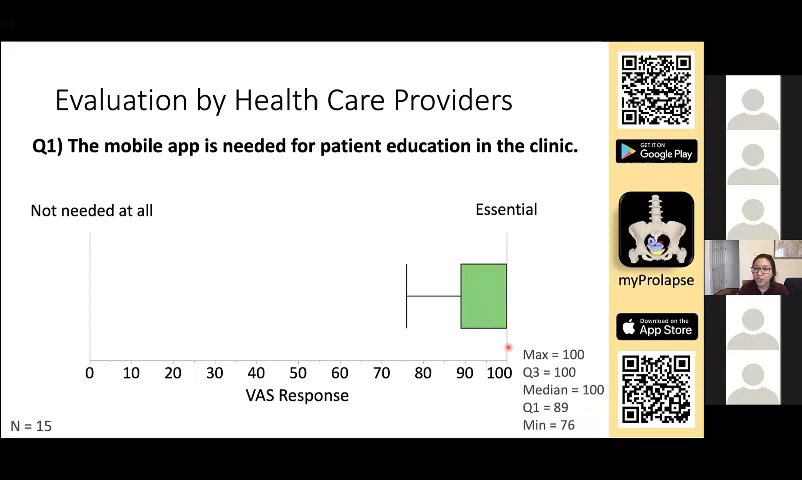 Evaluation by Health Care Providers
Q1) The mobile app is needed for patient education in the clinic.
Not needed at all
Essential
0 10 20 30 40 50 60 70 80 90 100
VAS Response
Max = 100
Q3 = 100
Median = 100
Q1 = 89
Min = 76
N = 15
GET IT ON
Google Play
myProlapse
Download on the
App Store